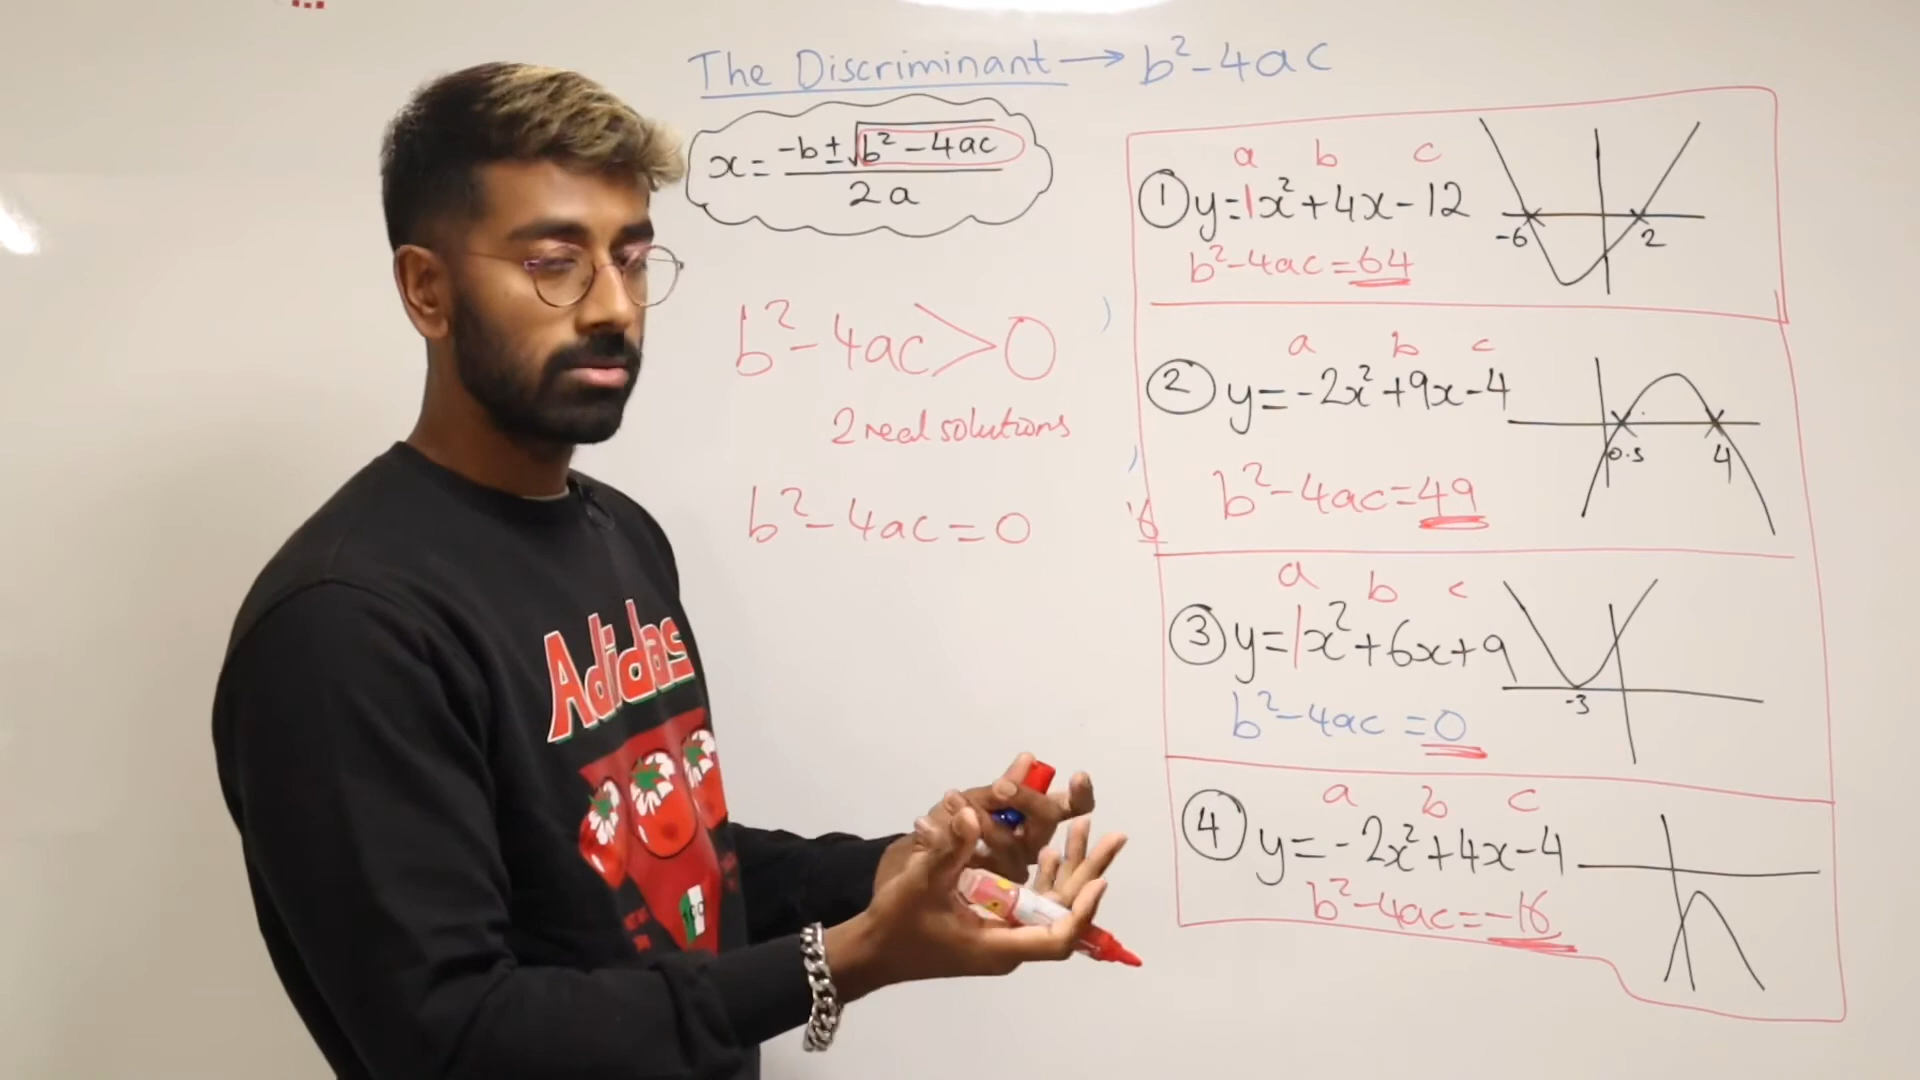 The Discriminant → b²-4ac
x = -b±√b²-4ac
2a
b²-4ac>0
2 real solutions
b²-4ac=0
a b c
① y=1x²+4x-12
b²-4ac=64
-6 2
a b c
② y=-2x²+9x-4
b²-4ac=49
0.5 4
a b c
③ y=1x²+6x+9
b²-4ac=0
-3
a b c
④ y=-2x²+4x-4
b²-4ac=-16
Adidas